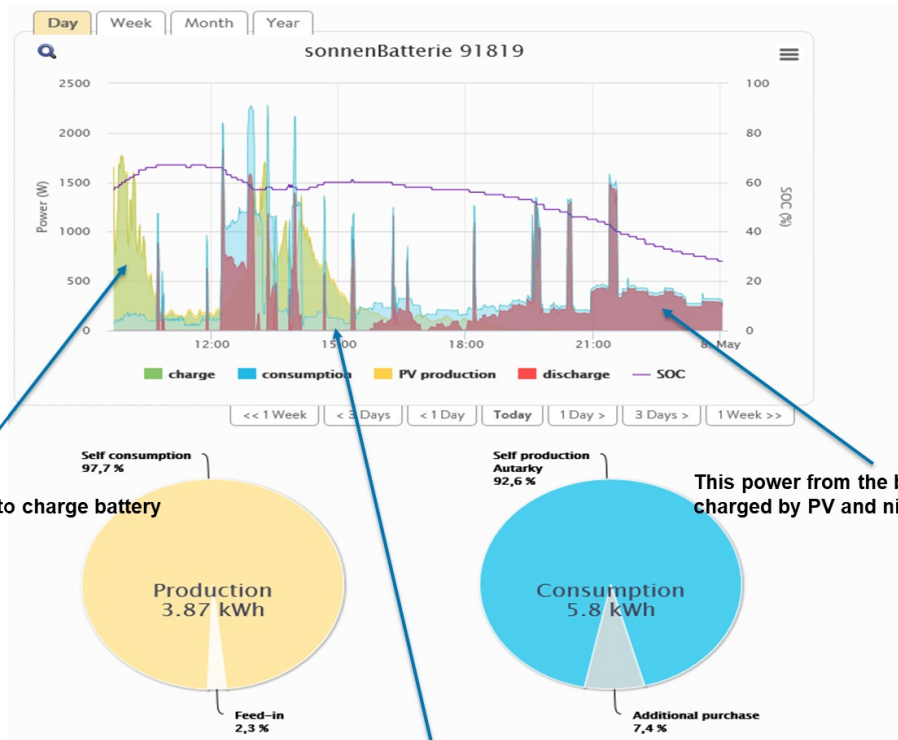 Day Week Month Year
sonnenBatterie 91819
2500 100
2000 80
1500 60
1000 40
500 20
0 0
Power (W)
SOC (%)
12:00 15:00 18:00 21:00 8. May
charge consumption PV production discharge SOC
<< 1 Week < 3 Days < 1 Day Today 1 Day > 3 Days > 1 Week >>
Self consumption
97,7 %
Self production
Autarky
92,6 %
to charge battery
This power from the b
charged by PV and ni
Production
3.87 kWh
Consumption
5.8 kWh
Feed-in
2,3 %
Additional purchase
7,4 %